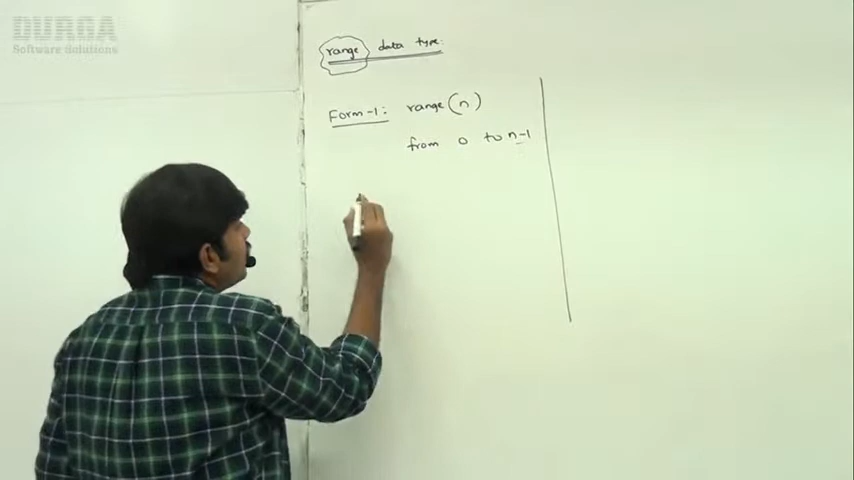 DURGA
Software Solutions
range data type:
Form-1: range(n)
from 0 to n-1